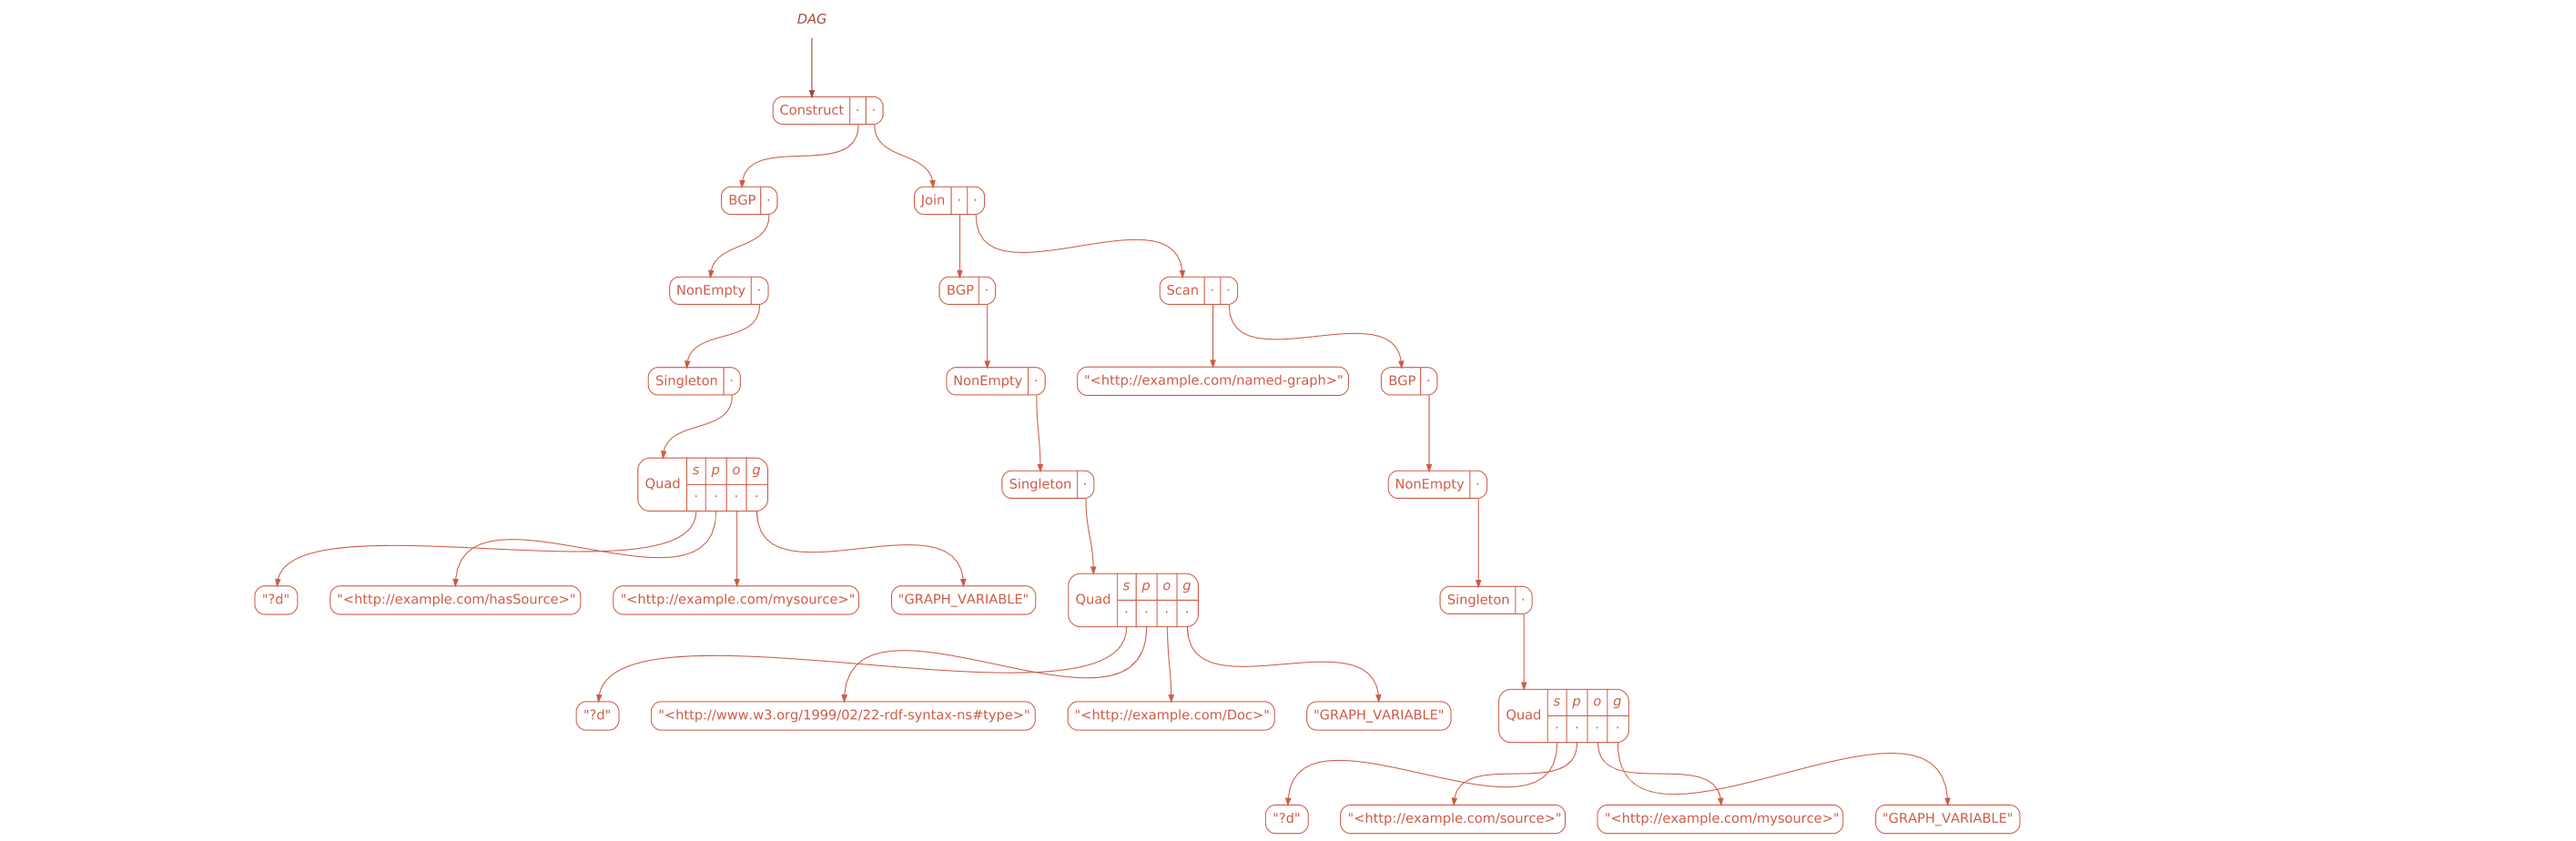 DAG
Construct · ·
BGP · Join · ·
NonEmpty · BGP · Scan · ·
Singleton · NonEmpty · "<http://example.com/named-graph>" BGP ·
Quad s p o g
· · · ·
Singleton · NonEmpty ·
"?d" "<http://example.com/hasSource>" "<http://example.com/mysource>" "GRAPH_VARIABLE"
Quad s p o g
· · · ·
Singleton ·
"?d" "<http://www.w3.org/1999/02/22-rdf-syntax-ns#type>" "<http://example.com/Doc>" "GRAPH_VARIABLE"
Quad s p o g
· · · ·
"?d" "<http://example.com/source>" "<http://example.com/mysource>" "GRAPH_VARIABLE"